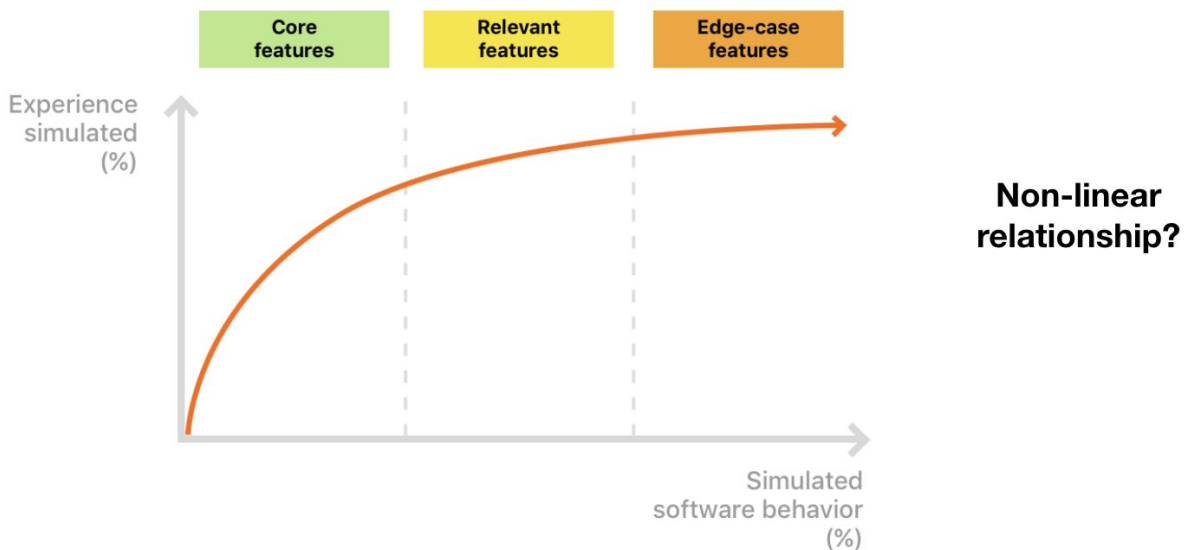 Core
features
Relevant
features
Edge-case
features
Experience
simulated
(%)
Non-linear
relationship?
Simulated
software behavior
(%)